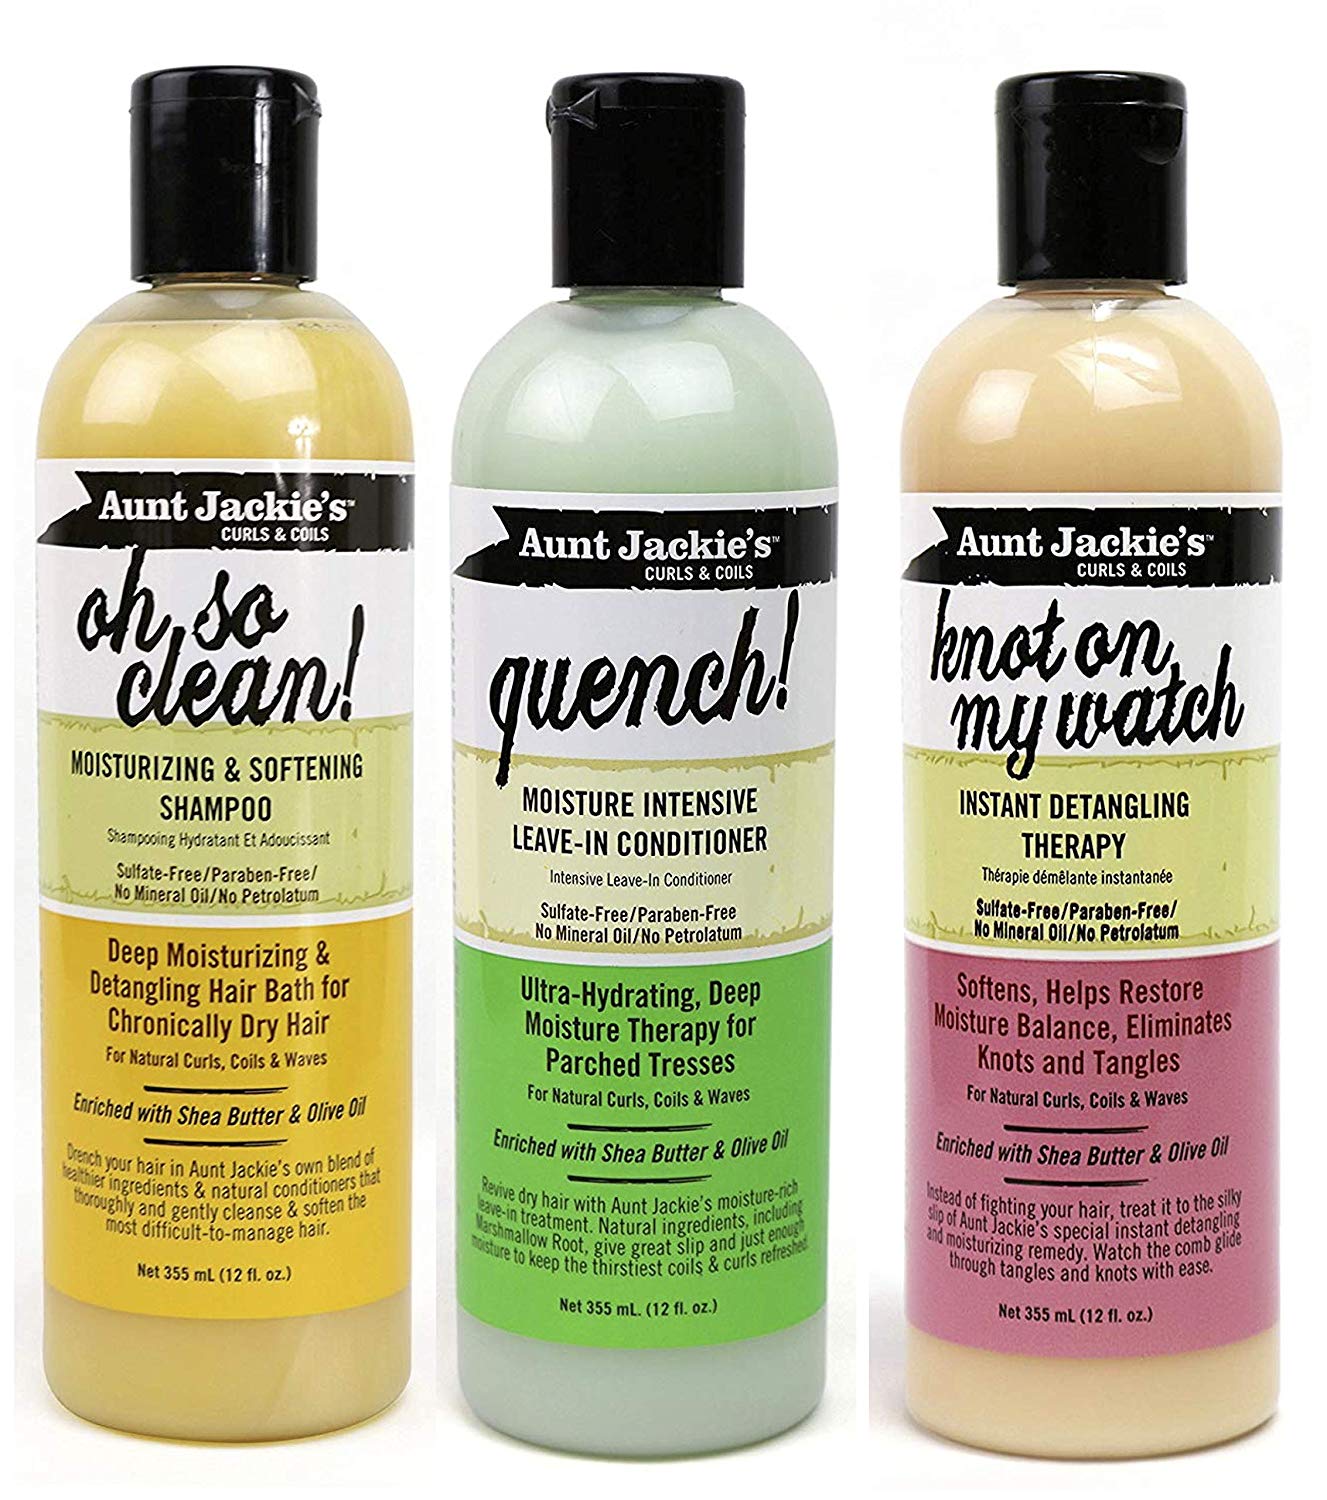 Aunt Jackie's™
CURLS & COILS
oh so
clean!
MOISTURIZING & SOFTENING
SHAMPOO
Shampooing Hydratant Et Adoucissant
Sulfate-Free/Paraben-Free/
No Mineral Oil/No Petrolatum
Deep Moisturizing &
Detangling Hair Bath for
Chronically Dry Hair
For Natural Curls, Coils & Waves
Enriched with Shea Butter & Olive Oil
Drench your hair in Aunt Jackie's own blend of
healthier ingredients & natural conditioners that
thoroughly and gently cleanse & soften the
most difficult-to-manage hair.
Net 355 mL (12 fl. oz.)
Aunt Jackie's™
CURLS & COILS
quench!
MOISTURE INTENSIVE
LEAVE-IN CONDITIONER
Intensive Leave-In Conditioner
Sulfate-Free/Paraben-Free
No Mineral Oil/No Petrolatum
Ultra-Hydrating, Deep
Moisture Therapy for
Parched Tresses
For Natural Curls, Coils & Waves
Enriched with Shea Butter & Olive Oil
Revive dry hair with Aunt Jackie's moisture-rich
leave-in treatment. Natural ingredients, including
Marshmallow Root, give great slip and just enough
moisture to keep the thirstiest coils & curls refreshed.
Net 355 mL. (12 fl. oz.)
Aunt Jackie's™
CURLS & COILS
knot on
my watch
INSTANT DETANGLING
THERAPY
Thérapie démêlante instantanée
Sulfate-Free/Paraben-Free/
No Mineral Oil/No Petrolatum
Softens, Helps Restore
Moisture Balance, Eliminates
Knots and Tangles
For Natural Curls, Coils & Waves
Enriched with Shea Butter & Olive Oil
Instead of fighting your hair, treat it to the silky
slip of Aunt Jackie's special instant detangling
and moisturizing remedy. Watch the comb glide
through tangles and knots with ease.
Net 355 mL (12 fl. oz.)